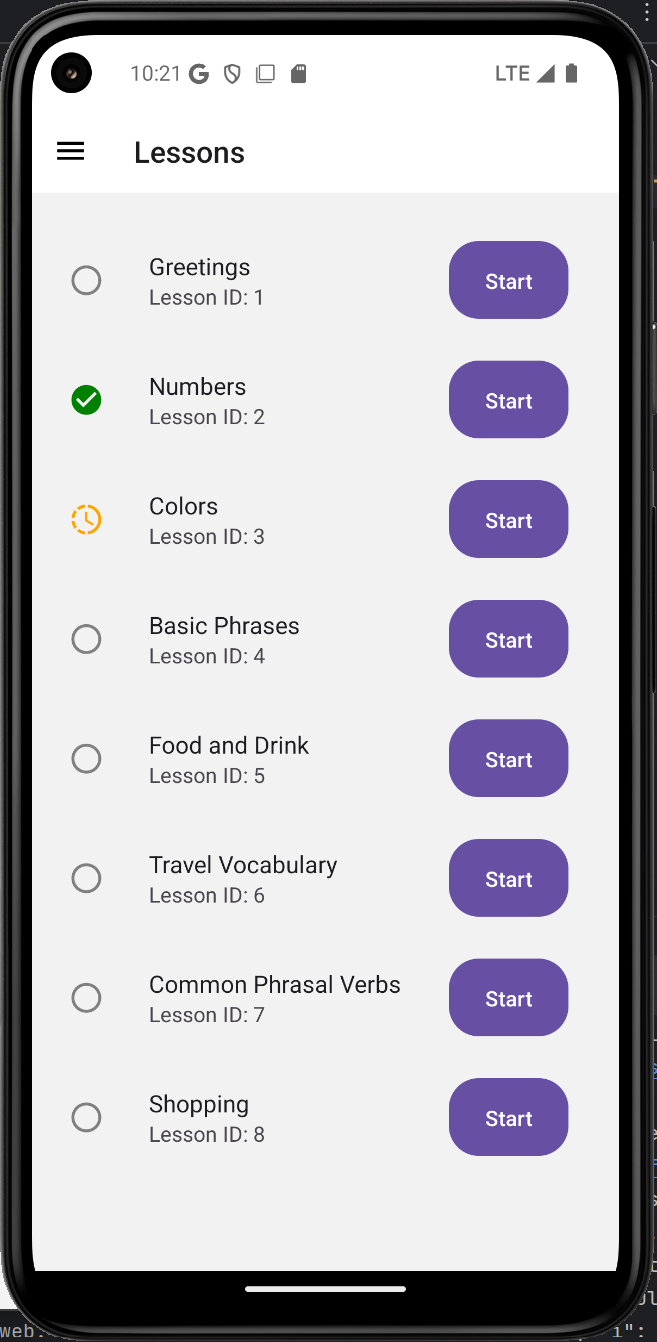 10:21
LTE
Lessons
Greetings
Lesson ID: 1
Start
Numbers
Lesson ID: 2
Start
Colors
Lesson ID: 3
Start
Basic Phrases
Lesson ID: 4
Start
Food and Drink
Lesson ID: 5
Start
Travel Vocabulary
Lesson ID: 6
Start
Common Phrasal Verbs
Lesson ID: 7
Start
Shopping
Lesson ID: 8
Start
web.